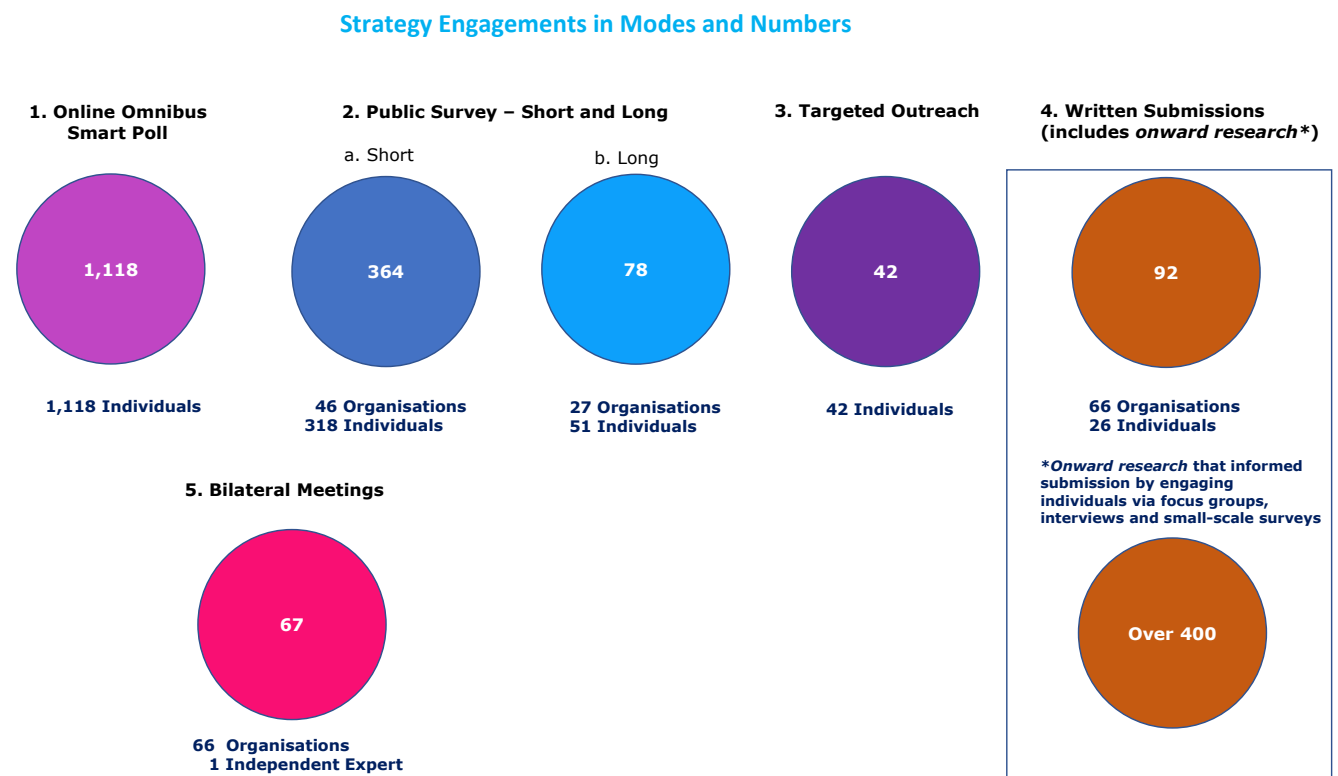 Strategy Engagements in Modes and Numbers
1. Online Omnibus
Smart Poll
1,118
1,118 Individuals
2. Public Survey – Short and Long
a. Short
364
46 Organisations
318 Individuals
b. Long
78
27 Organisations
51 Individuals
3. Targeted Outreach
42
42 Individuals
4. Written Submissions
(includes onward research*)
92
66 Organisations
26 Individuals
*Onward research that informed
submission by engaging
individuals via focus groups,
interviews and small-scale surveys
Over 400
5. Bilateral Meetings
67
66 Organisations
1 Independent Expert